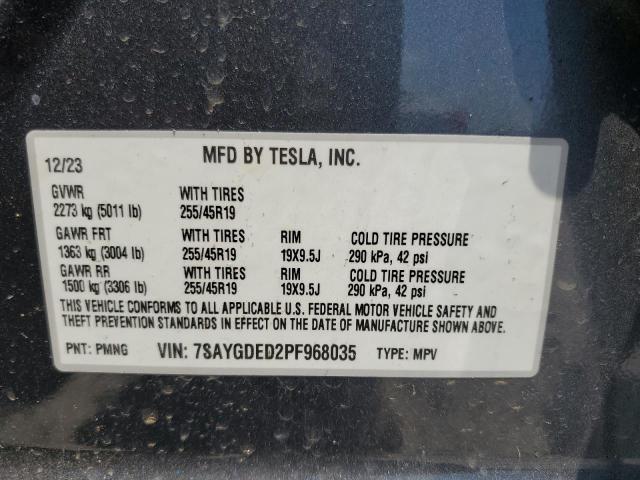 12/23 MFD BY TESLA, INC.
GVWR WITH TIRES
2273 kg (5011 lb) 255/45R19
GAWR FRT WITH TIRES RIM COLD TIRE PRESSURE
1363 kg (3004 lb) 255/45R19 19X9.5J 290 kPa, 42 psi
GAWR RR WITH TIRES RIM COLD TIRE PRESSURE
1500 kg (3306 lb) 255/45R19 19X9.5J 290 kPa, 42 psi
THIS VEHICLE CONFORMS TO ALL APPLICABLE U.S. FEDERAL MOTOR VEHICLE SAFETY AND
THEFT PREVENTION STANDARDS IN EFFECT ON THE DATE OF MANUFACTURE SHOWN ABOVE.
PNT: PMNG VIN: 7SAYGDED2PF968035 TYPE: MPV